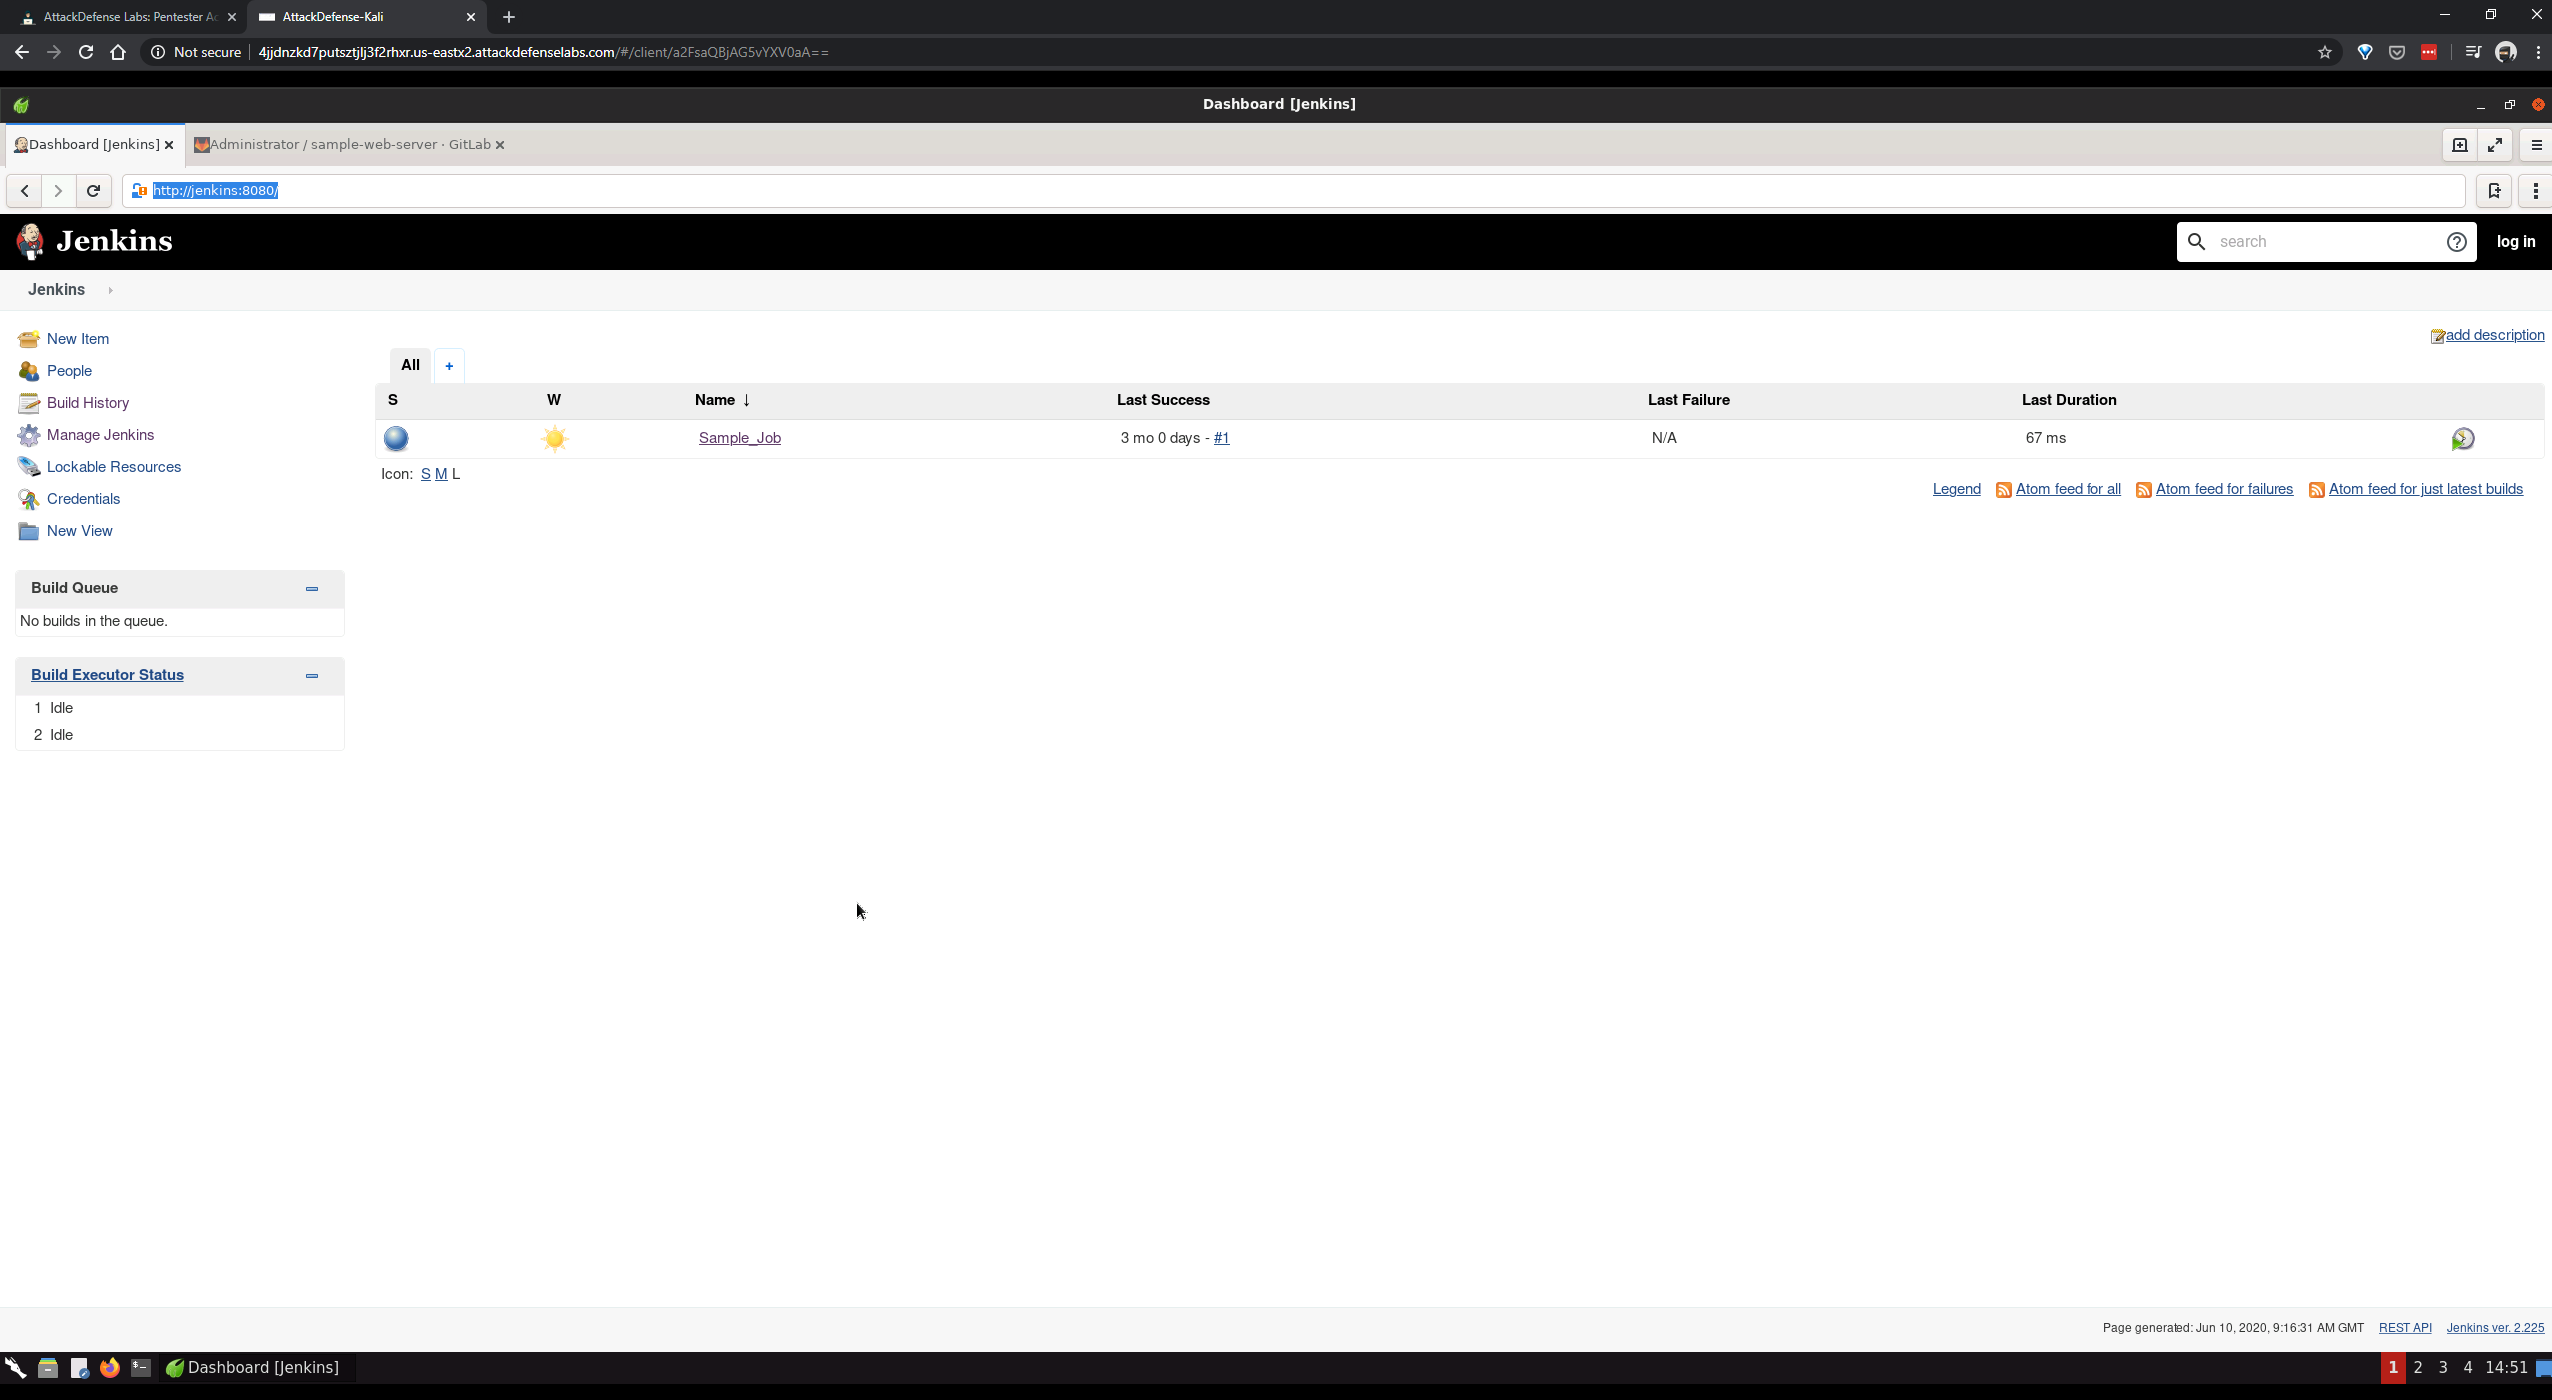 AttackDefense Labs: Pentester Ac
AttackDefense-Kali
Not secure
4jjdnzkd7putsztjlj3f2rhxr.us-eastx2.attackdefenselabs.com/#/client/a2FsaQBjAG5vYXV0aA==
Dashboard [Jenkins]
Dashboard [Jenkins]
Administrator / sample-web-server · GitLab
http://jenkins:8080/
Jenkins
search
log in
Jenkins
New Item
People
Build History
Manage Jenkins
Lockable Resources
Credentials
New View
Build Queue
No builds in the queue.
Build Executor Status
1 Idle
2 Idle
add description
All +
S W Name ↓ Last Success Last Failure Last Duration
Sample_Job 3 mo 0 days - #1 N/A 67 ms
Icon: S M L
Legend Atom feed for all Atom feed for failures Atom feed for just latest builds
Page generated: Jun 10, 2020, 9:16:31 AM GMT REST API Jenkins ver. 2.225
Dashboard [Jenkins]
1 2 3 4 14:51